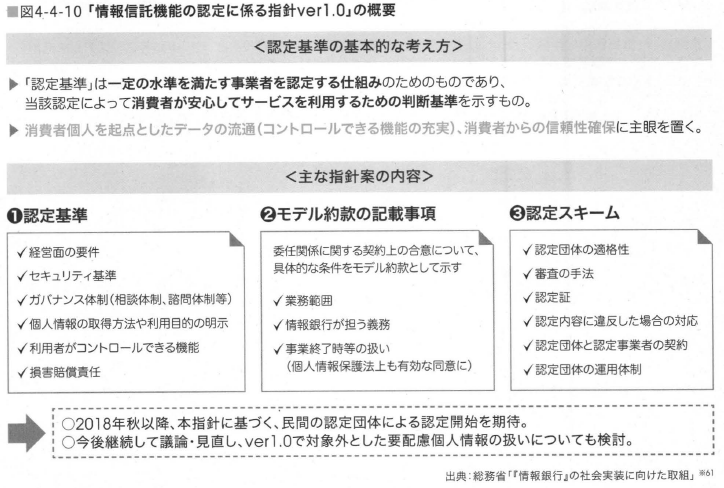 ■図4-4-10「情報信託機能の認定に係る指針ver1.0」の概要
<認定基準の基本的な考え方>
▶「認定基準」は一定の水準を満たす事業者を認定する仕組みのためのものであり、
当該認定によって消費者が安心してサービスを利用するための判断基準を示すもの。
▶ 消費者個人を起点としたデータの流通(コントロールできる機能の充実)、消費者からの信頼性確保に主眼を置く。
<主な指針案の内容>
❶認定基準
✓経営面の要件
✓セキュリティ基準
✓ガバナンス体制(相談体制、諮問体制等)
✓個人情報の取得方法や利用目的の明示
✓利用者がコントロールできる機能
✓損害賠償責任
❷モデル約款の記載事項
委任関係に関する契約上の合意について、
具体的な条件をモデル約款として示す
✓業務範囲
✓情報銀行が担う義務
✓事業終了時等の扱い
(個人情報保護法上も有効な同意に)
❸認定スキーム
✓認定団体の適格性
✓審査の手法
✓認定証
✓認定内容に違反した場合の対応
✓認定団体と認定事業者の契約
✓認定団体の運用体制
○2018年秋以降、本指針に基づく、民間の認定団体による認定開始を期待。
○今後継続して議論・見直し、ver1.0で対象外とした要配慮個人情報の扱いについても検討。
出典:総務省「『情報銀行』の社会実装に向けた取組」※61